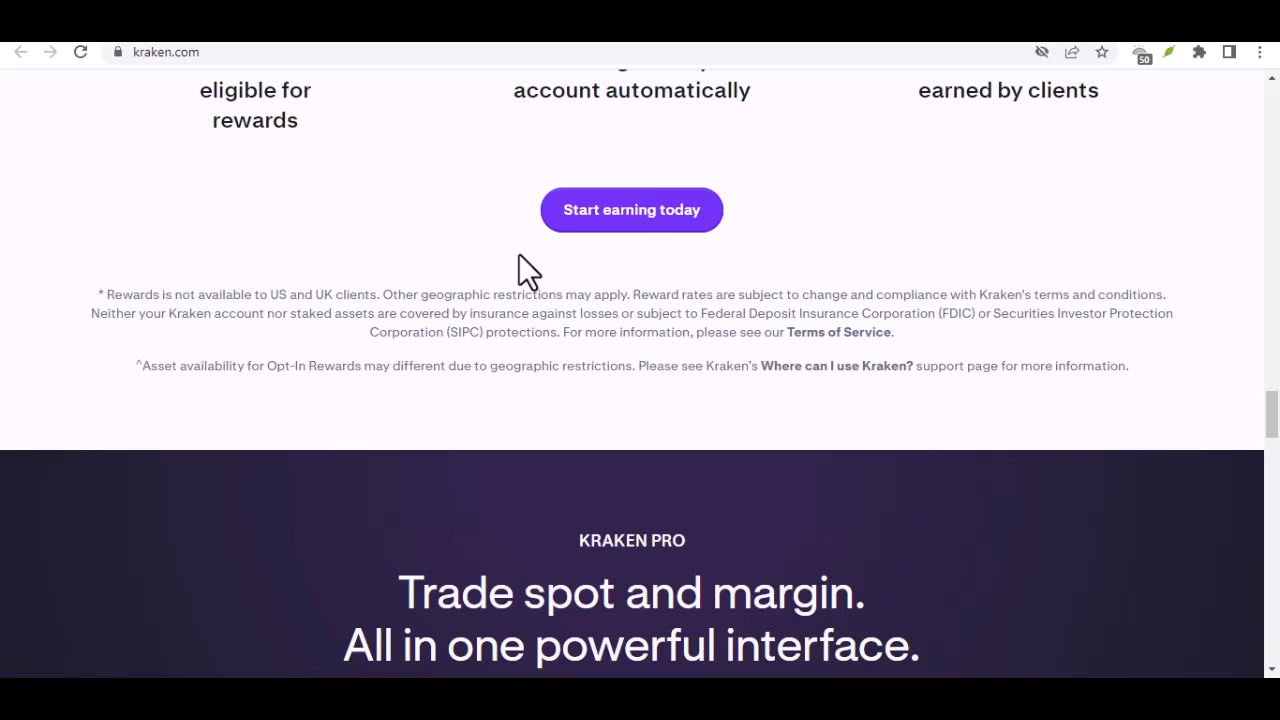 kraken.com
50
eligible for
account automatically
earned by clients
rewards
Start earning today
* Rewards is not available to US and UK clients. Other geographic restrictions may apply. Reward rates are subject to change and compliance with Kraken's terms and conditions.
Neither your Kraken account nor staked assets are covered by insurance against losses or subject to Federal Deposit Insurance Corporation (FDIC) or Securities Investor Protection
Corporation (SIPC) protections. For more information, please see our Terms of Service.
^Asset availability for Opt-In Rewards may different due to geographic restrictions. Please see Kraken's Where can I use Kraken? support page for more information.
KRAKEN PRO
Trade spot and margin.
All in one powerful interface.